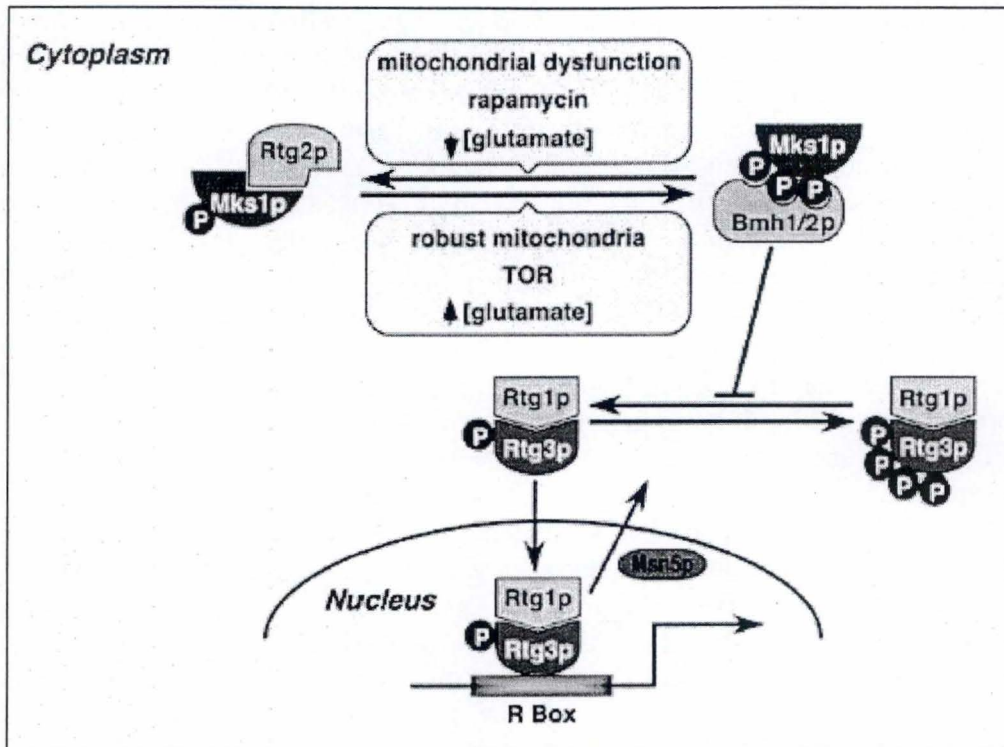 Cytoplasm
mitochondrial dysfunction
rapamycin
[glutamate]
Rtg2p
Mks1p
P
Mks1p
P
P
P
Bmh1/2p
robust mitochondria
TOR
[glutamate]
Rtg1p
P
Rtg3p
Rtg1p
P
Rtg3p
P
P
P
Msn5p
Nucleus
Rtg1p
P
Rtg3p
R Box